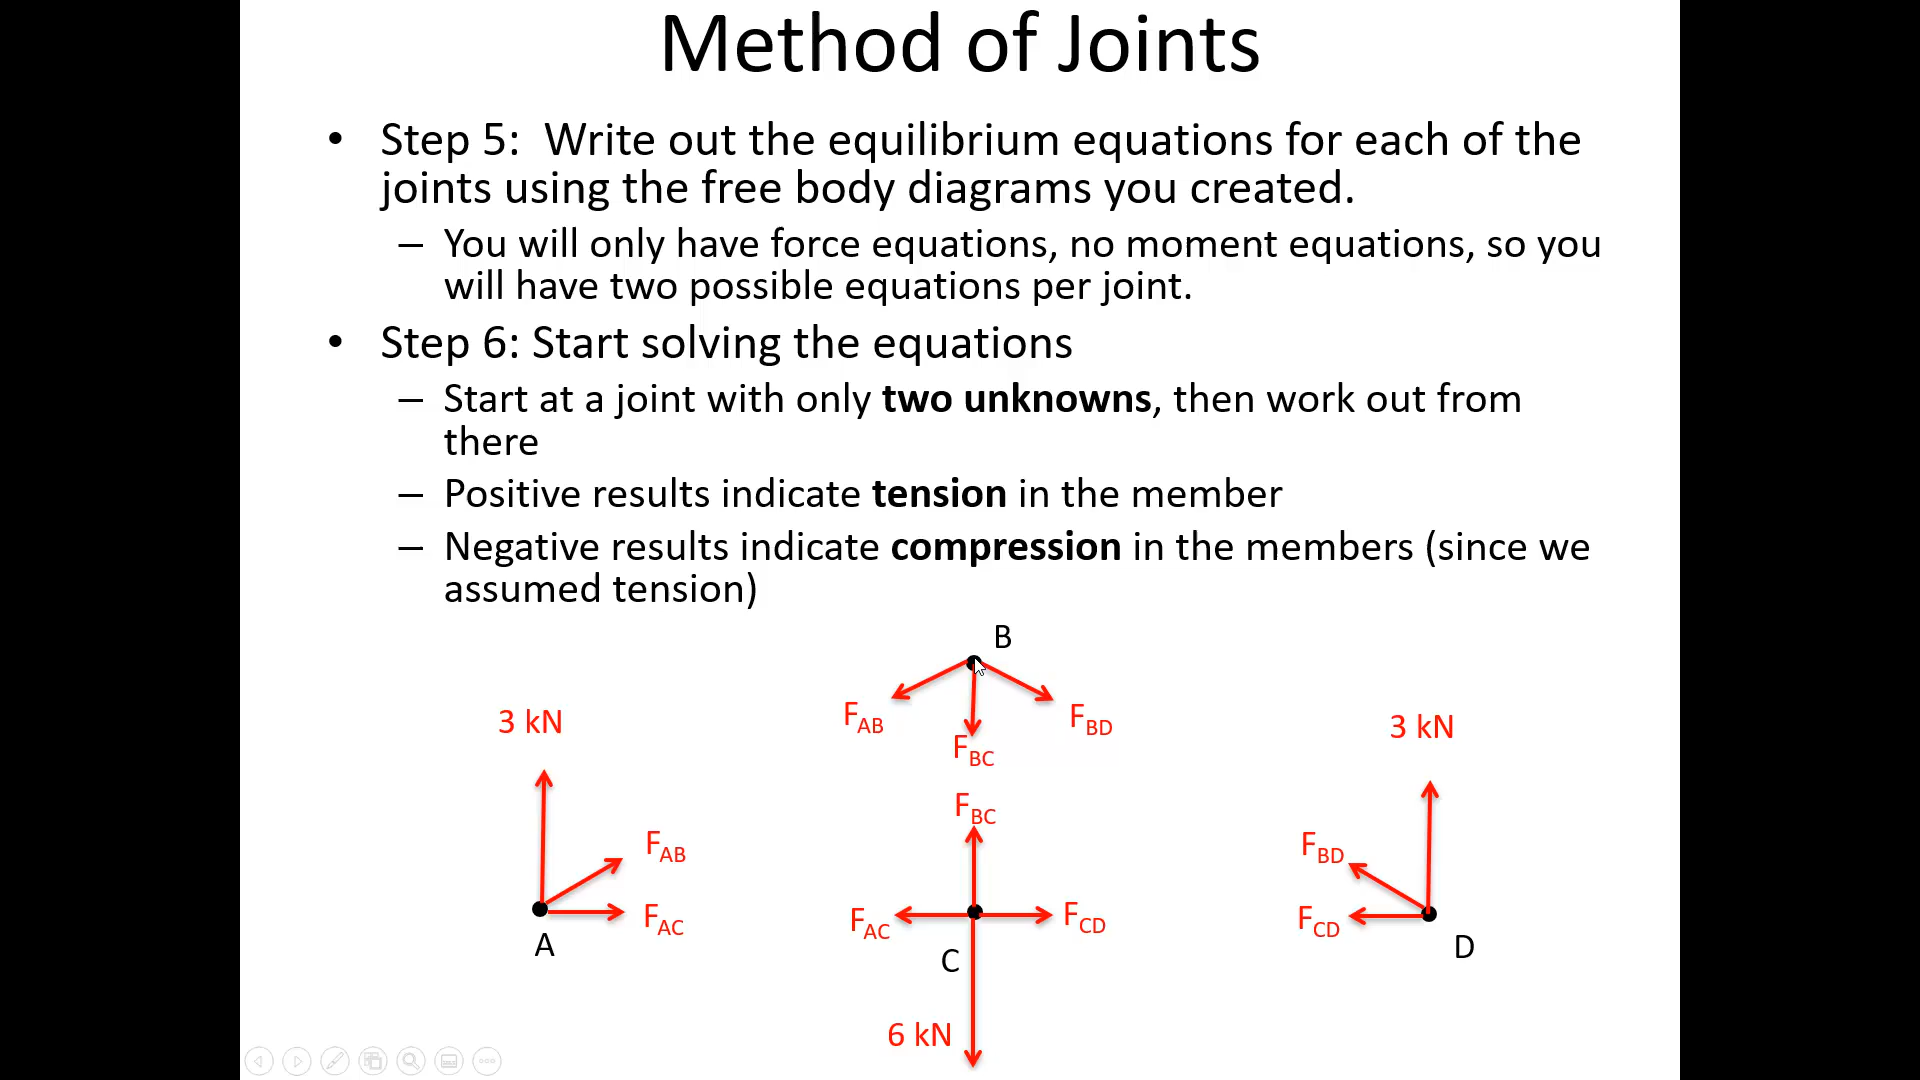 Method of Joints
• Step 5: Write out the equilibrium equations for each of the
joints using the free body diagrams you created.
– You will only have force equations, no moment equations, so you
will have two possible equations per joint.
• Step 6: Start solving the equations
– Start at a joint with only two unknowns, then work out from
there
– Positive results indicate tension in the member
– Negative results indicate compression in the members (since we
assumed tension)
B
3 kN
F_AB
F_BC
F_BD
3 kN
F_BC
F_AB
F_BD
F_AC
F_AC
F_CD
F_CD
A
C
D
6 kN